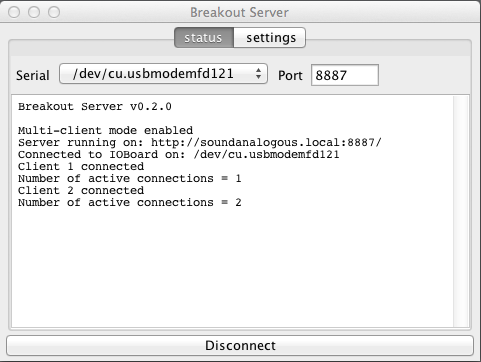 Breakout Server
status settings
Serial /dev/cu.usbmodemfd121 Port 8887
Breakout Server v0.2.0
Multi-client mode enabled
Server running on: http://soundanalogous.local:8887/
Connected to IOBoard on: /dev/cu.usbmodemfd121
Client 1 connected
Number of active connections = 1
Client 2 connected
Number of active connections = 2
Disconnect